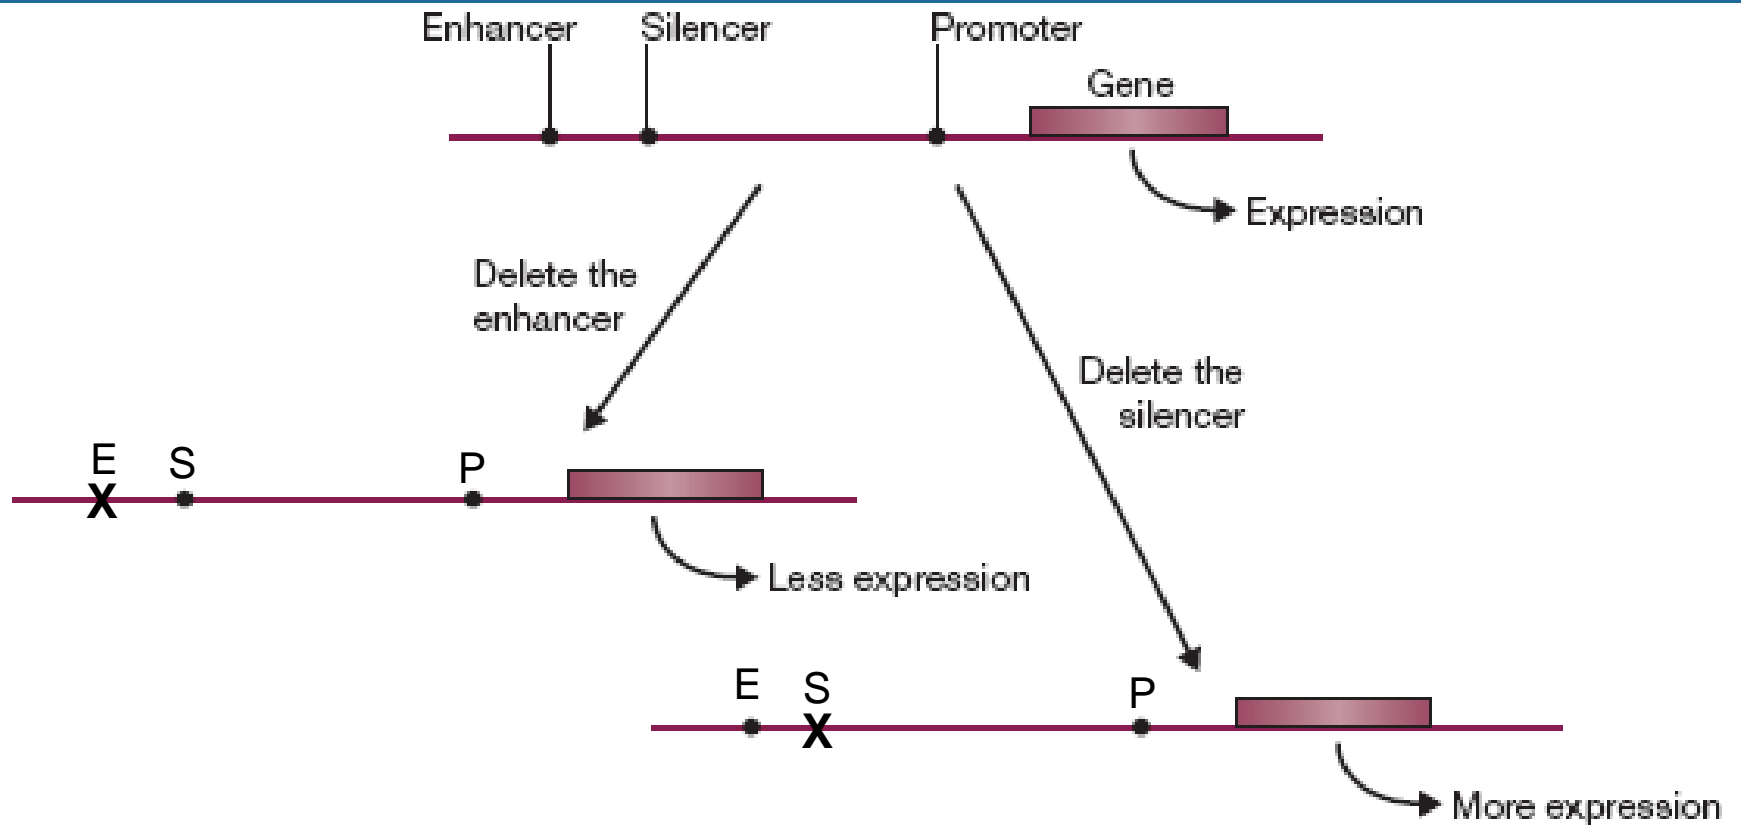 Enhancer
Silencer
Promoter
Gene
Expression
Delete the
enhancer
Delete the
silencer
E
S
P
X
Less expression
E
S
P
X
More expression